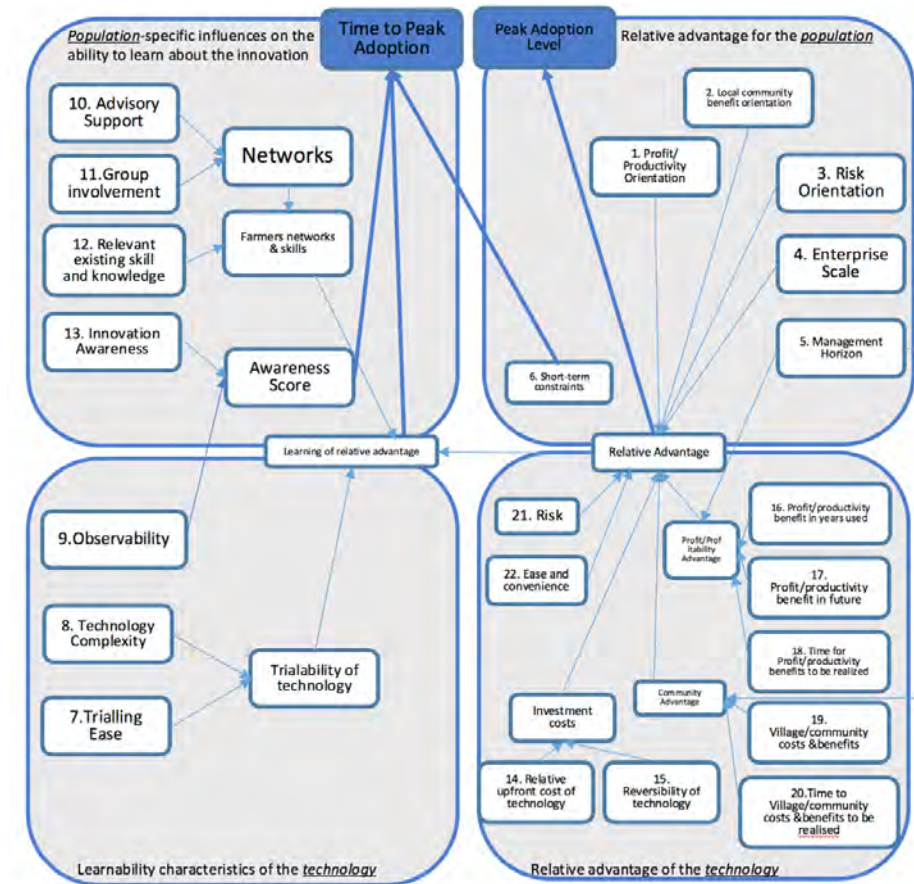 Population-specific influences on the
ability to learn about the innovation
Time to Peak
Adoption
Peak Adoption
Level
Relative advantage for the population
10. Advisory
Support
Networks
11.Group
involvement
12. Relevant
existing skill
and knowledge
Farmers networks
& skills
13. Innovation
Awareness
Awareness
Score
2. Local community
benefit orientation
1. Profit/
Productivity
Orientation
3. Risk
Orientation
4. Enterprise
Scale
5. Management
Horizon
6. Short-term
constraints
Learning of relative advantage
Relative Advantage
9.Observability
8. Technology
Complexity
Trialability of
technology
7.Trialling
Ease
Learnability characteristics of the technology
21. Risk
22. Ease and
convenience
Profit/Prof
itability
Advantage
16. Profit/productivity
benefit in years used
17.
Profit/productivity
benefit in future
18. Time for
Profit/productivity
benefits to be realized
Investment
costs
Community
Advantage
19.
Village/community
costs &benefits
14. Relative
upfront cost of
technology
15.
Reversibility of
technology
20.Time to
Village/community
costs &benefits to be
realised
Relative advantage of the technology